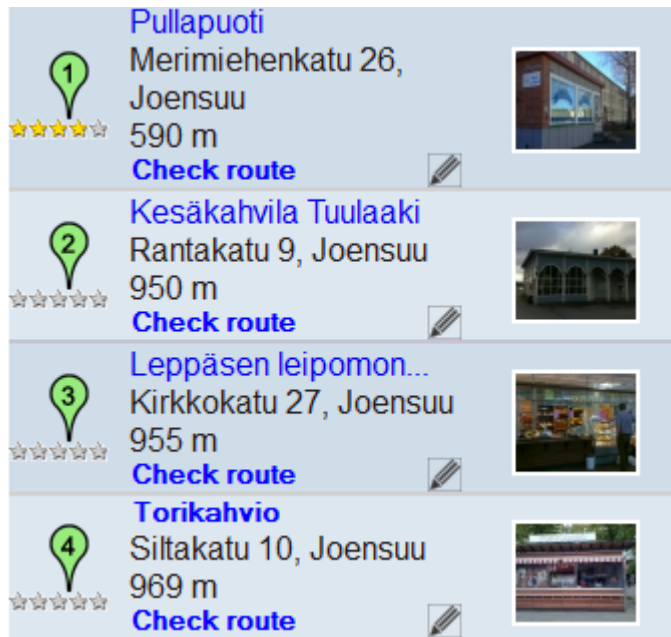 1
Pullapuoti
Merimiehenkatu 26,
Joensuu
590 m
Check route
2
Kesäkahvila Tuulaaki
Rantakatu 9, Joensuu
950 m
Check route
3
Leppäsen leipomon...
Kirkkokatu 27, Joensuu
955 m
Check route
4
Torikahvio
Siltakatu 10, Joensuu
969 m
Check route